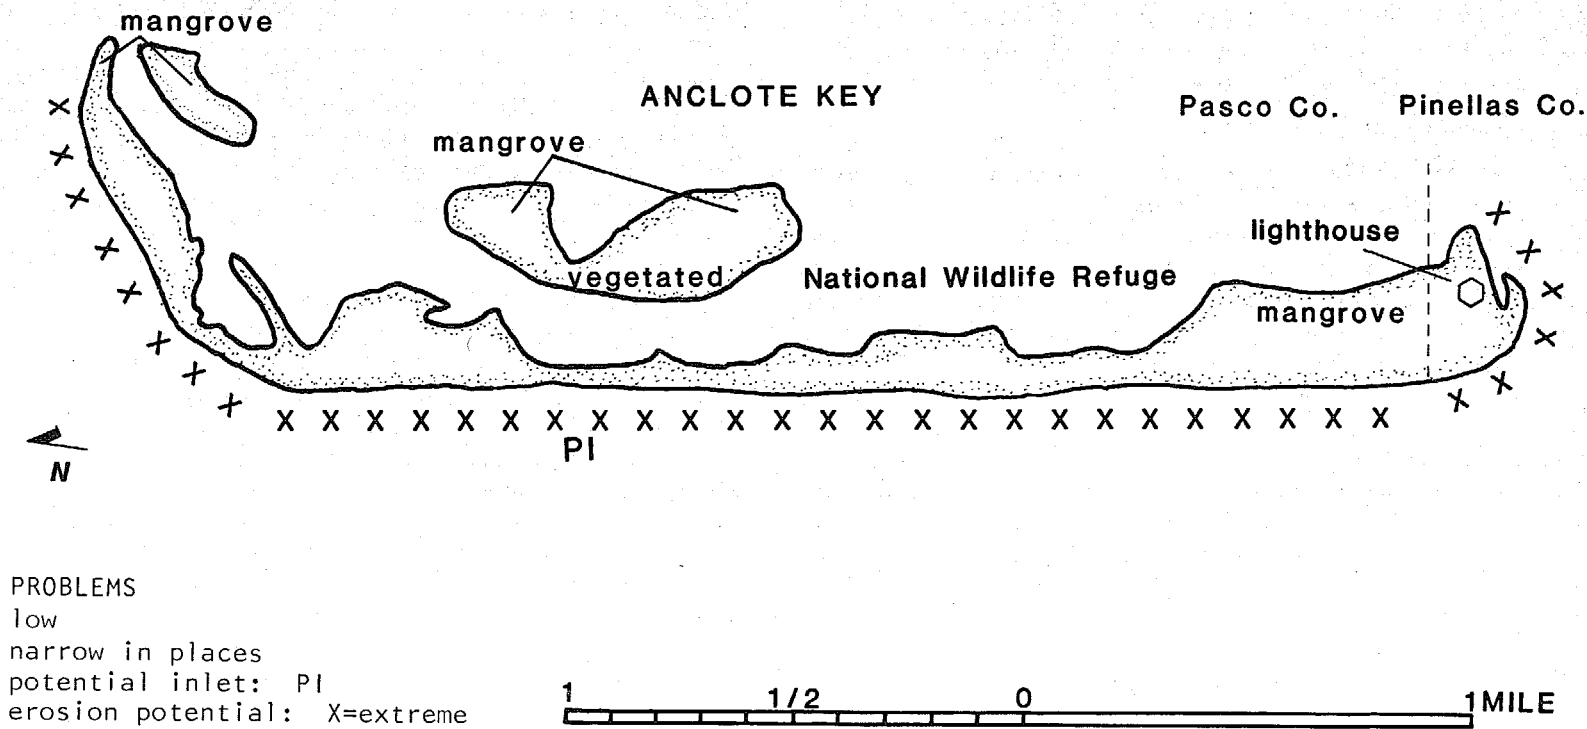 mangrove
ANCLOTE KEY
Pasco Co.
Pinellas Co.
mangrove
lighthouse
vegetated
National Wildlife Refuge
mangrove
X X X X X X X X X
X X X X X X X X X X X X X X X X X X X X X X X X X
X X X X X X X
PI
N
PROBLEMS
low
narrow in places
potential inlet: PI
erosion potential: X=extreme
1 1/2 0 1 MILE